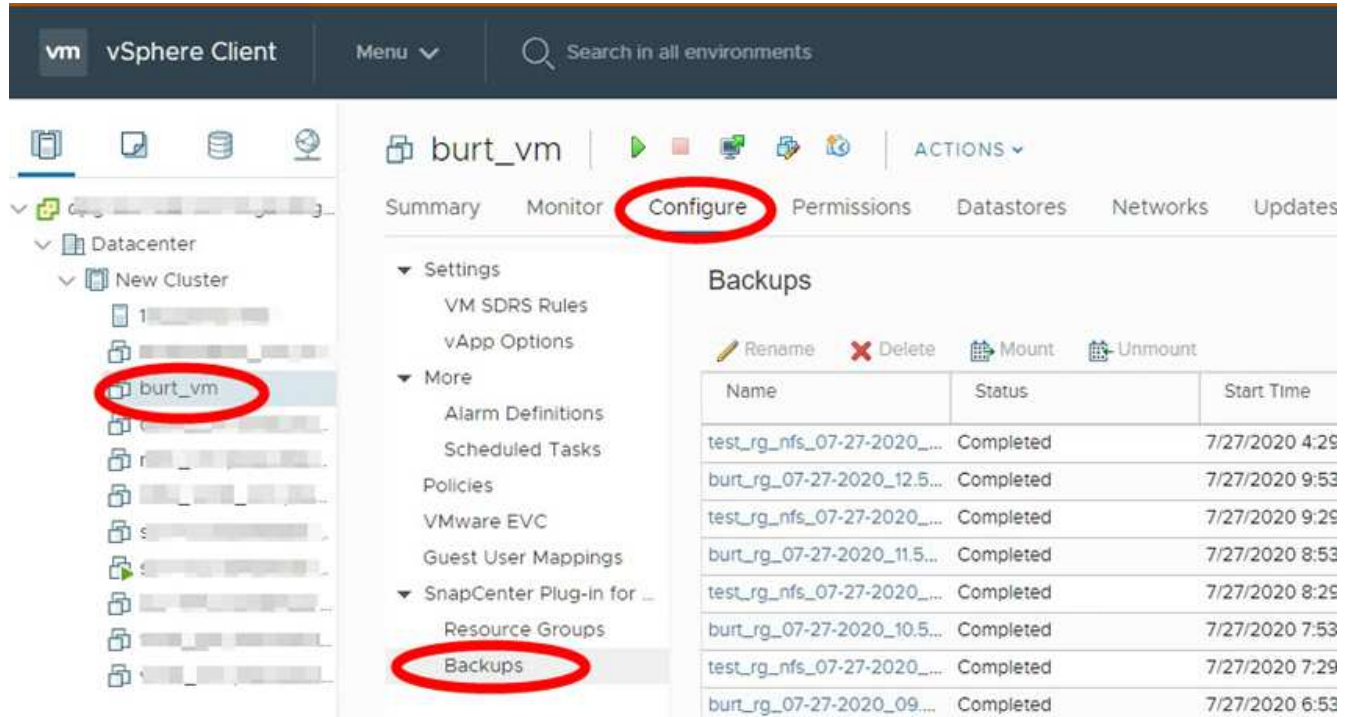 vm vSphere Client Menu Search in all environments
burt_vm ACTIONS
Summary Monitor Configure Permissions Datastores Networks Updates
Datacenter
New Cluster
burt_vm
Settings
VM SDRS Rules
vApp Options
More
Alarm Definitions
Scheduled Tasks
Policies
VMware EVC
Guest User Mappings
SnapCenter Plug-in for ...
Resource Groups
Backups
Backups
Rename Delete Mount Unmount
Name Status Start Time
test_rg_nfs_07-27-2020_... Completed 7/27/2020 4:29
burt_rg_07-27-2020_12.5... Completed 7/27/2020 9:53
test_rg_nfs_07-27-2020_... Completed 7/27/2020 9:29
burt_rg_07-27-2020_11.5... Completed 7/27/2020 8:53
test_rg_nfs_07-27-2020_... Completed 7/27/2020 8:29
burt_rg_07-27-2020_10.5... Completed 7/27/2020 7:53
test_rg_nfs_07-27-2020_... Completed 7/27/2020 7:29
burt_rg_07-27-2020_09.... Completed 7/27/2020 6:53